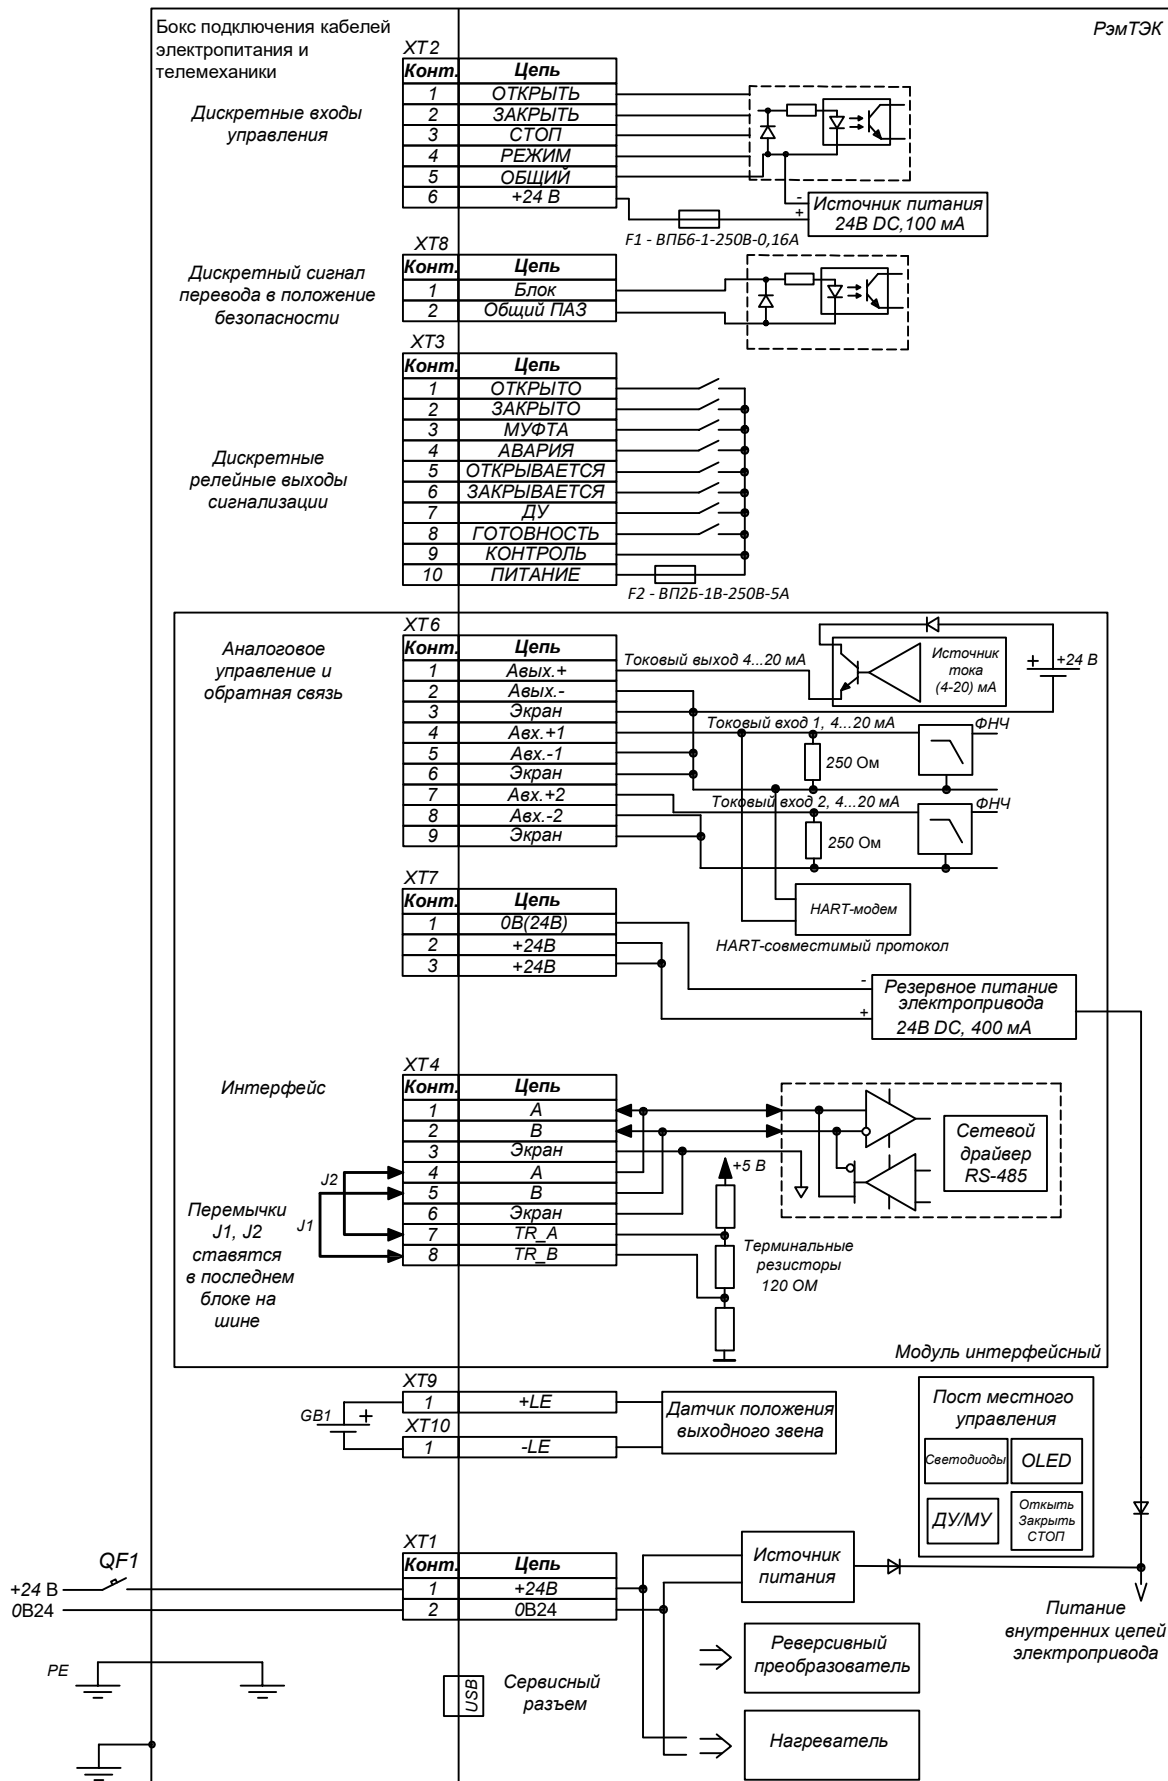 Бокс подключения кабелей
электропитания и
телемеханики
РэмТЭК
XT2
Конт. Цепь
Дискретные входы
управления
1 ОТКРЫТЬ
2 ЗАКРЫТЬ
3 СТОП
4 РЕЖИМ
5 ОБЩИЙ
6 +24 В
-
+
Источник питания
24В DC,100 мА
F1 - ВПБ6-1-250В-0,16А
XT8
Конт. Цепь
Дискретный сигнал
перевода в положение
безопасности
1 Блок
2 Общий ПАЗ
XT3
Конт. Цепь
Дискретные
релейные выходы
сигнализации
1 ОТКРЫТО
2 ЗАКРЫТО
3 МУФТА
4 АВАРИЯ
5 ОТКРЫВАЕТСЯ
6 ЗАКРЫВАЕТСЯ
7 ДУ
8 ГОТОВНОСТЬ
9 КОНТРОЛЬ
10 ПИТАНИЕ
F2 - ВП2Б-1В-250В-5А
XT6
Конт. Цепь
Аналоговое
управление и
обратная связь
1 Авых.+
2 Авых.-
3 Экран
4 Авх.+1
5 Авх.-1
6 Экран
7 Авх.+2
8 Авх.-2
9 Экран
Токовый выход 4...20 мА
Источник
тока
(4-20) мА
+ +24 В
Токовый вход 1, 4...20 мА
ФНЧ
250 Ом
Токовый вход 2, 4...20 мА
ФНЧ
250 Ом
HART-модем
HART-совместимый протокол
XT7
Конт. Цепь
1 0В(24В)
2 +24В
3 +24В
-
+
Резервное питание
электропривода
24В DC, 400 мА
XT4
Конт. Цепь
Интерфейс
1 A
2 B
3 Экран
4 A
5 B
6 Экран
7 TR_A
8 TR_B
J2
J1
Перемычки
J1, J2
ставятся
в последнем
блоке на
шине
+5 В
Терминальные
резисторы
120 ОМ
Сетевой
драйвер
RS-485
Модуль интерфейсный
XT9
1 +LE
GB1 +
XT10
1 -LE
Датчик положения
выходного звена
Пост местного
управления
Светодиоды
OLED
ДУ/МУ
Откыть
Закрыть
СТОП
QF1
+24 В
0В24
XT1
Конт. Цепь
1 +24В
2 0В24
Источник
питания
Питание
внутренних цепей
электропривода
PE
USB
Сервисный
разъем
Реверсивный
преобразователь
Нагреватель